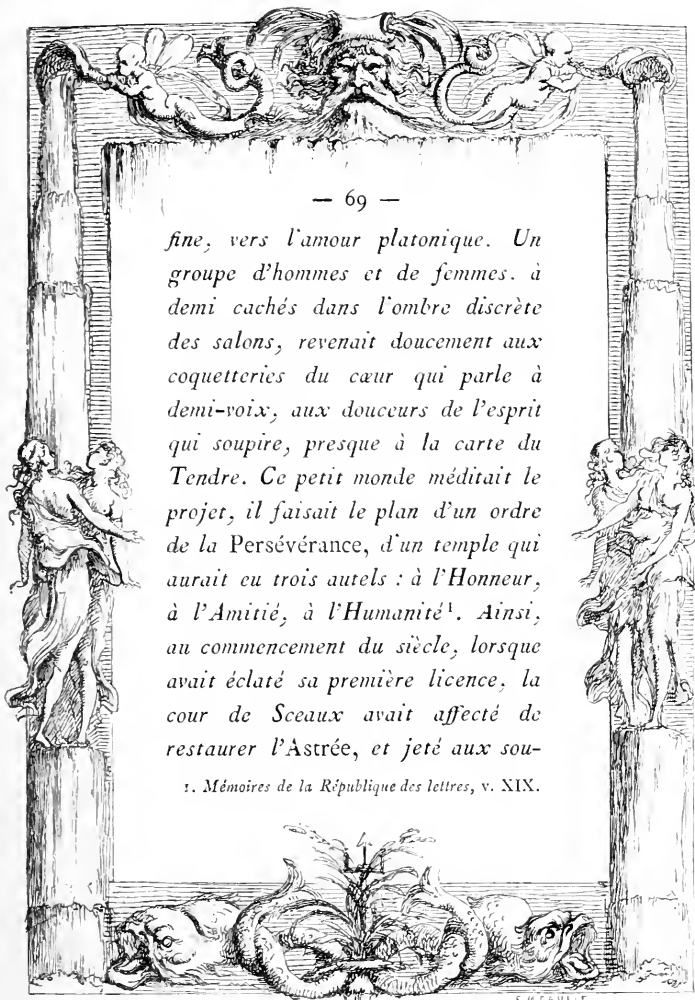 — 69 —
fine, vers l'amour platonique. Un
groupe d'hommes et de femmes, à
demi cachés dans l'ombre discrète
des salons, revenait doucement aux
coquetteries du cœur qui parle à
demi-voix, aux douceurs de l'esprit
qui soupire, presque à la carte du
Tendre. Ce petit monde méditait le
projet, il faisait le plan d'un ordre
de la Persévérance, d'un temple qui
aurait eu trois autels : à l'Honneur,
à l'Amitié, à l'Humanité¹. Ainsi,
au commencement du siècle, lorsque
avait éclaté sa première licence, la
cour de Sceaux avait affecté de
restaurer l'Astrée, et jeté aux sou-
1. Mémoires de la République des lettres, v. XIX.